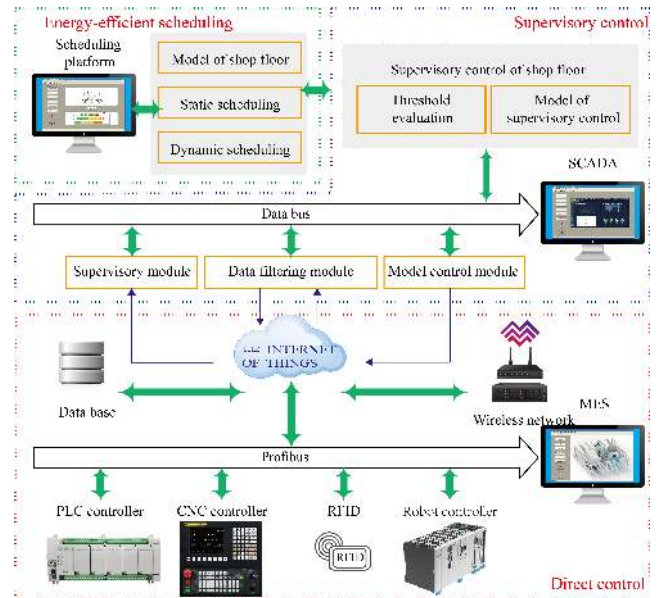 Energy-efficient scheduling
Supervisory control
Scheduling
platform
Model of shop floor
Static scheduling
Dynamic scheduling
Supervisory control of shop floor
Threshold
evaluation
Model of
supervisory control
SCADA
Data bus
Supervisory module
Data filtering module
Model control module
INTERNET
OF THINGS
Data base
Wireless network
MES
Profibus
PLC controller
CNC controller
RFID
Robot controller
RFID
Direct control